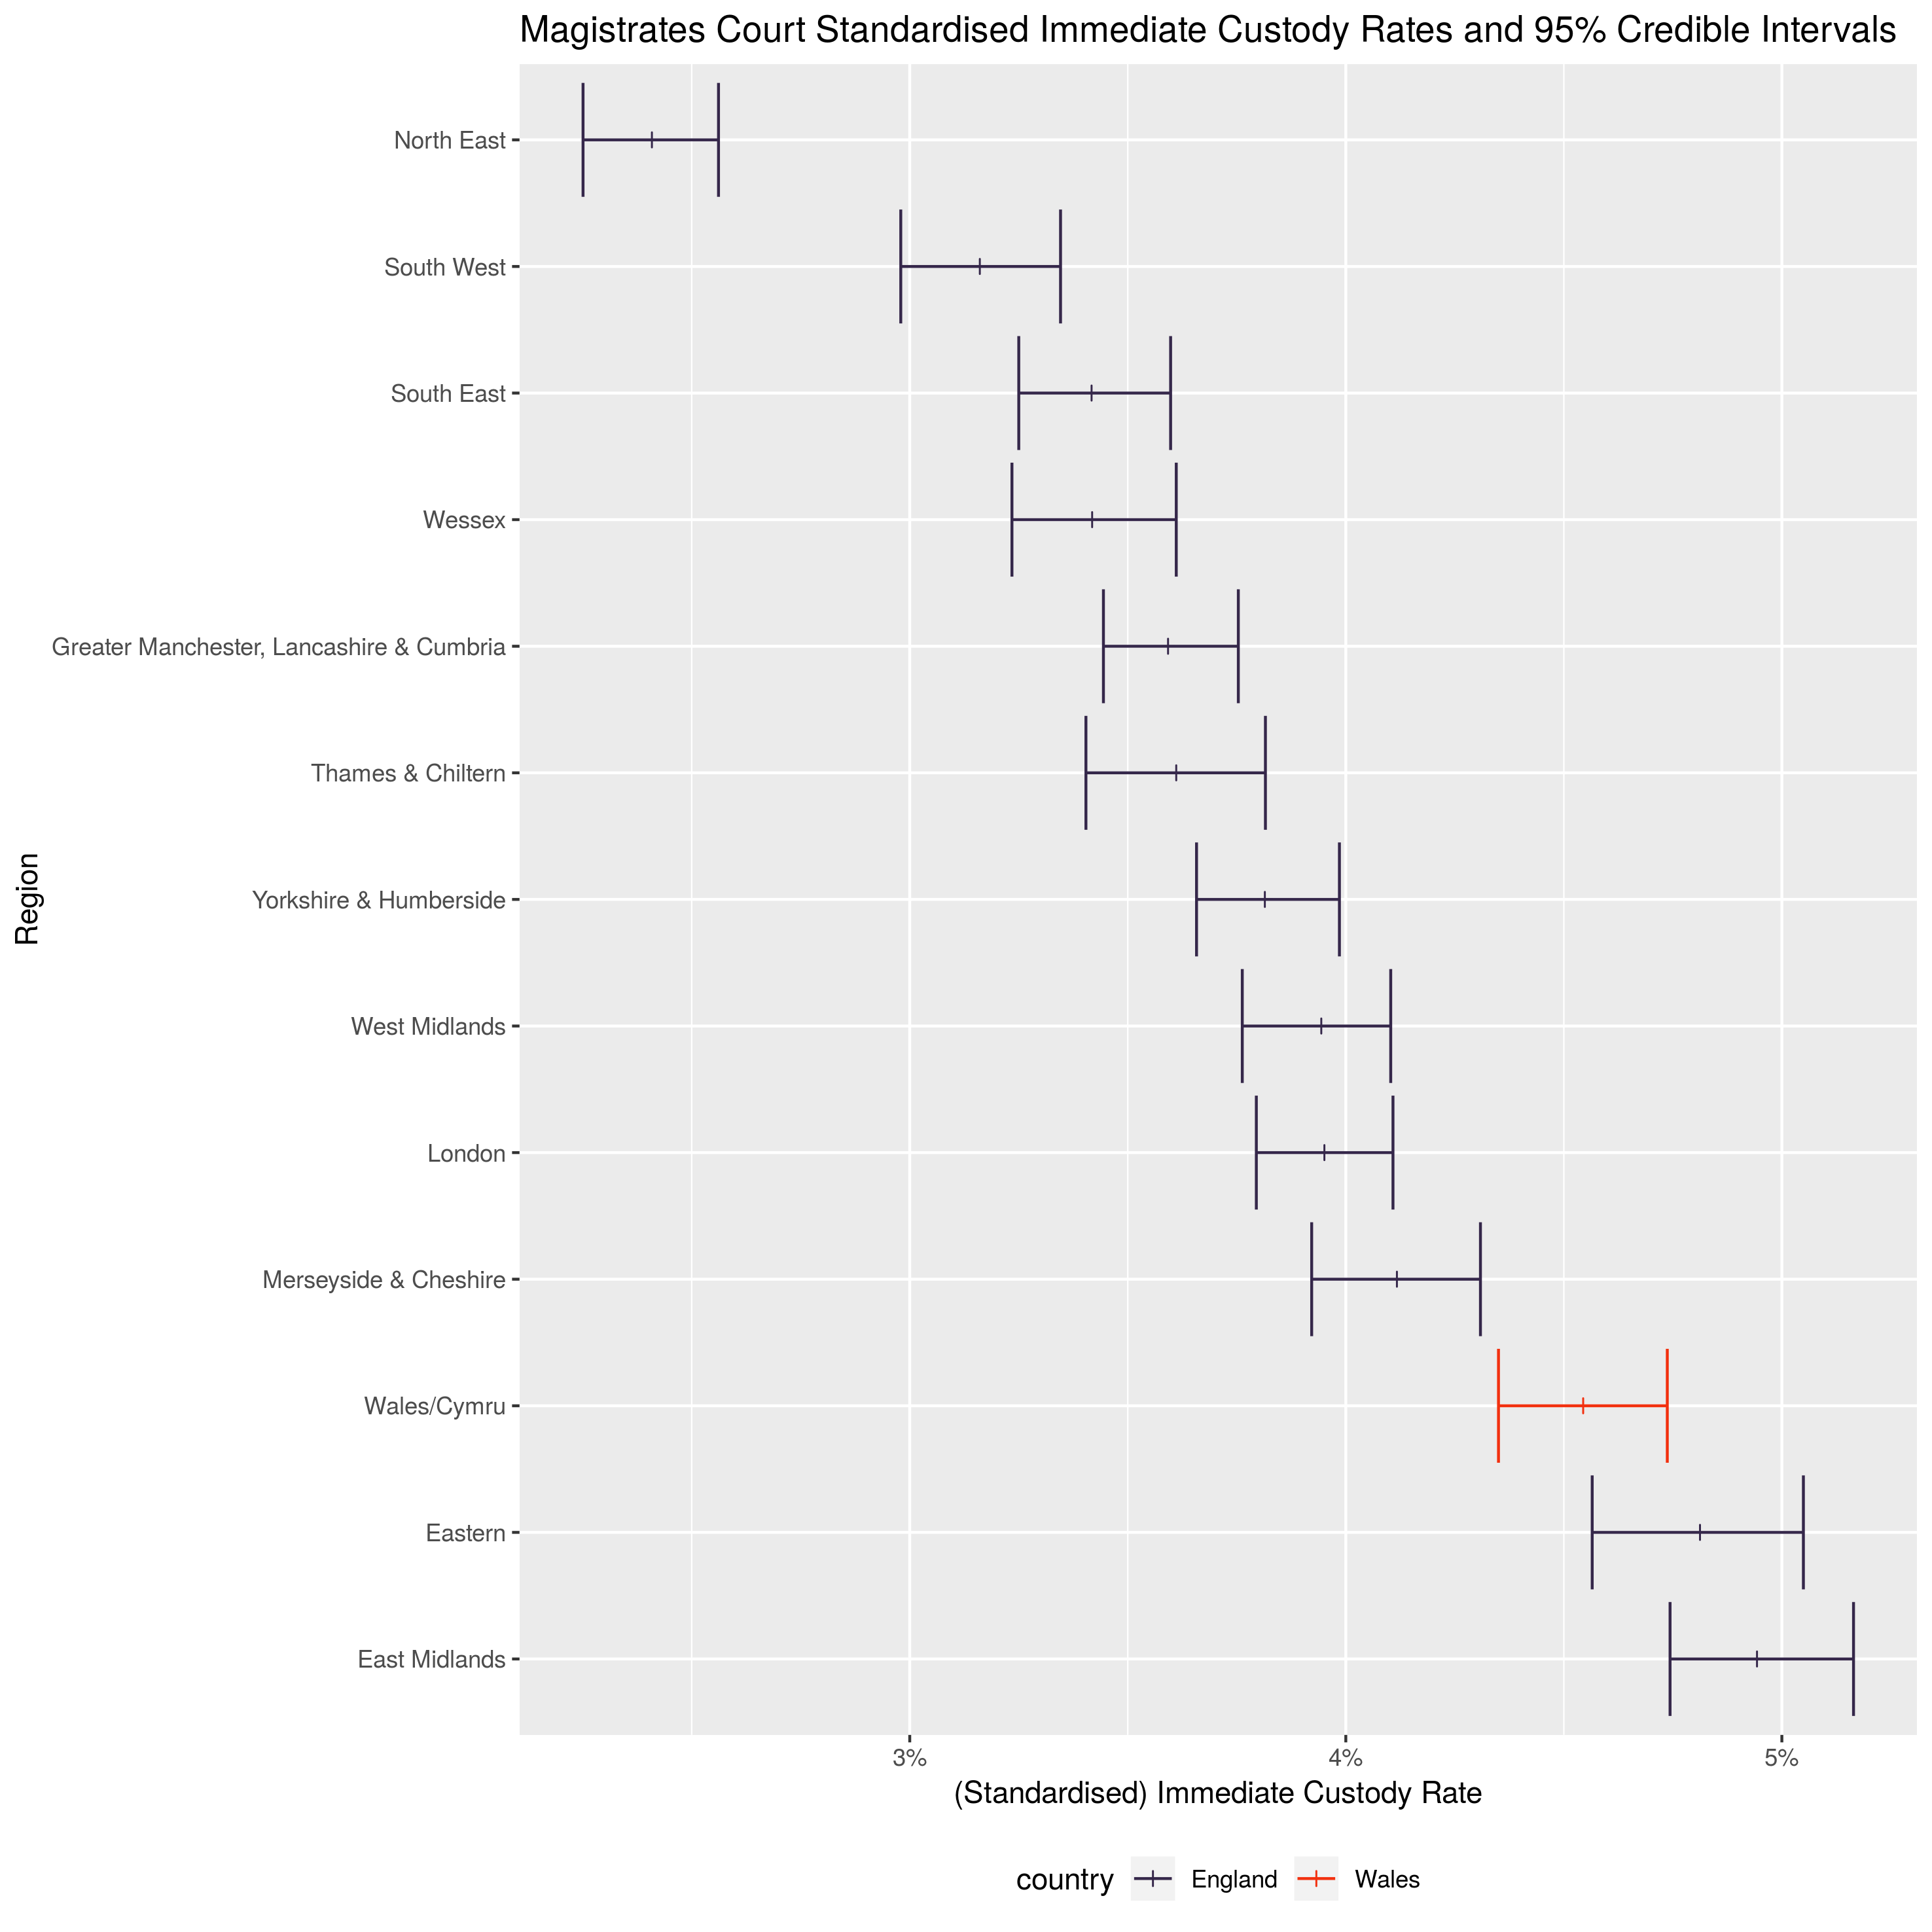 Magistrates Court Standardised Immediate Custody Rates and 95% Credible Intervals
Region
North East
South West
South East
Wessex
Greater Manchester, Lancashire & Cumbria
Thames & Chiltern
Yorkshire & Humberside
West Midlands
London
Merseyside & Cheshire
Wales/Cymru
Eastern
East Midlands
3% 4% 5%
(Standardised) Immediate Custody Rate
country England Wales